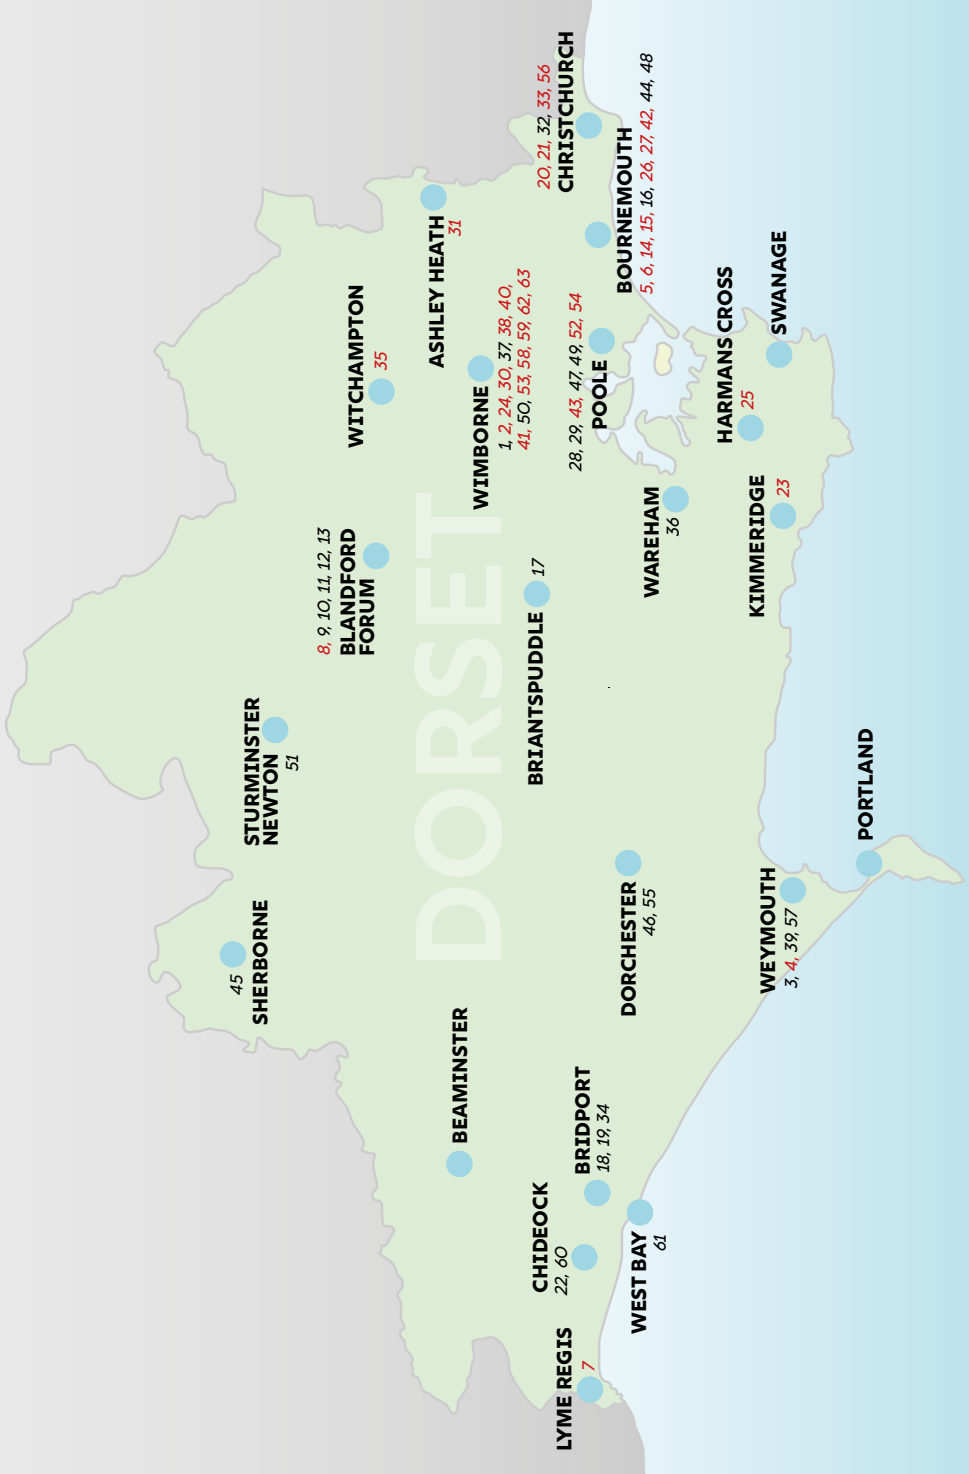 SHERBORNE
45
STURMINSTER
NEWTON
51
8, 9, 10, 11, 12, 13
BLANDFORD
FORUM
WITCHAMPTON
35
ASHLEY HEATH
31
BEAMINSTER
DORSET
WIMBORNE
1, 2, 24, 30, 37, 38, 40,
41, 50, 53, 58, 59, 62, 63
20, 21, 32, 33, 56
CHRISTCHURCH
BRIANTSPUDDLE
17
28, 29, 43, 47, 49, 52, 54
POOLE
BOURNEMOUTH
5, 6, 14, 15, 16, 26, 27, 42, 44, 48
LYME REGIS
7
CHIDEOCK
22, 60
BRIDPORT
18, 19, 34
WEST BAY
61
DORCHESTER
46, 55
WAREHAM
36
HARMANS CROSS
25
SWANAGE
KIMMERIDGE
23
WEYMOUTH
3, 4, 39, 57
PORTLAND